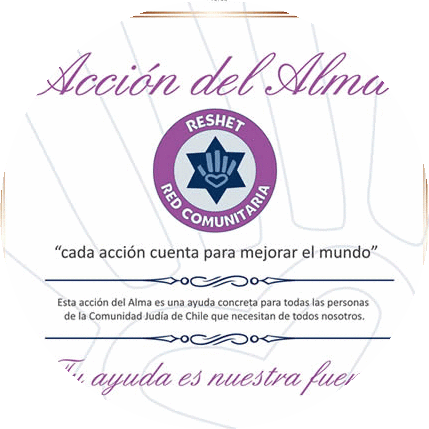 Acción del Alma
RESHET
RED COMUNITARIA
“cada acción cuenta para mejorar el mundo”
Esta acción del Alma es una ayuda concreta para todas las personas
de la Comunidad Judía de Chile que necesitan de todos nosotros.
Tu ayuda es nuestra